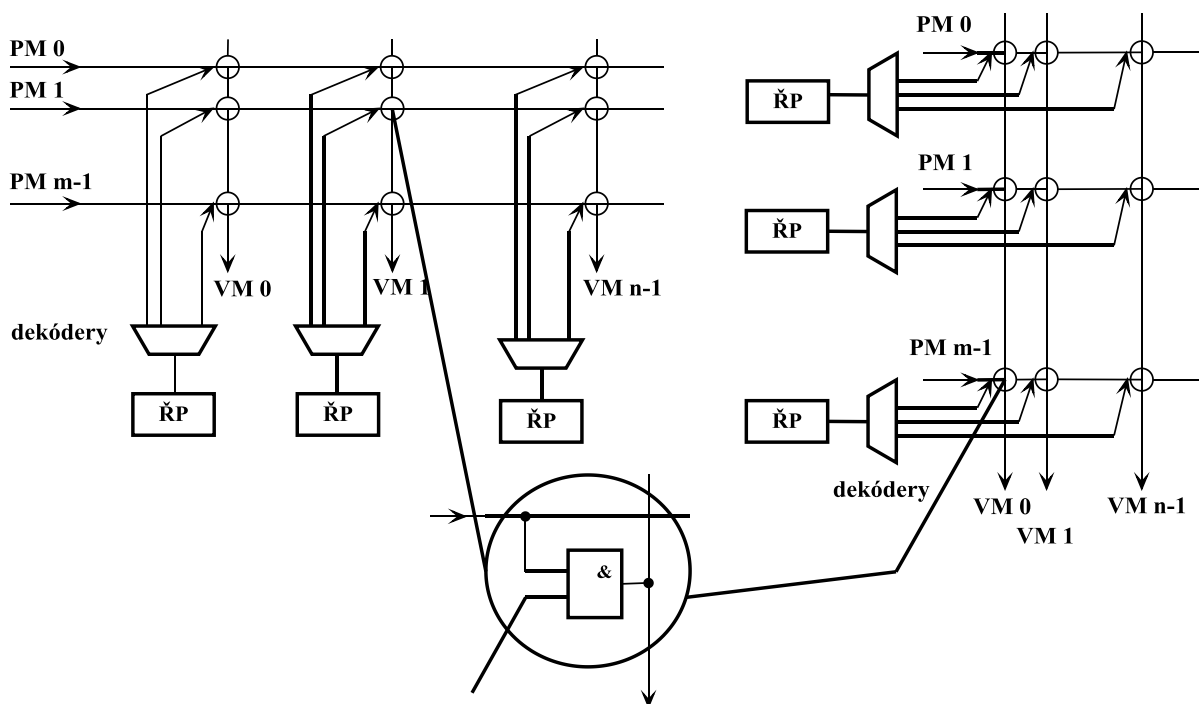 PM 0
PM 1
PM m-1
VM 0
VM 1
VM n-1
dekódery
ŘP
ŘP
ŘP
PM 0
ŘP
PM 1
ŘP
PM m-1
ŘP
dekódery
VM 0
VM 1
VM n-1
&